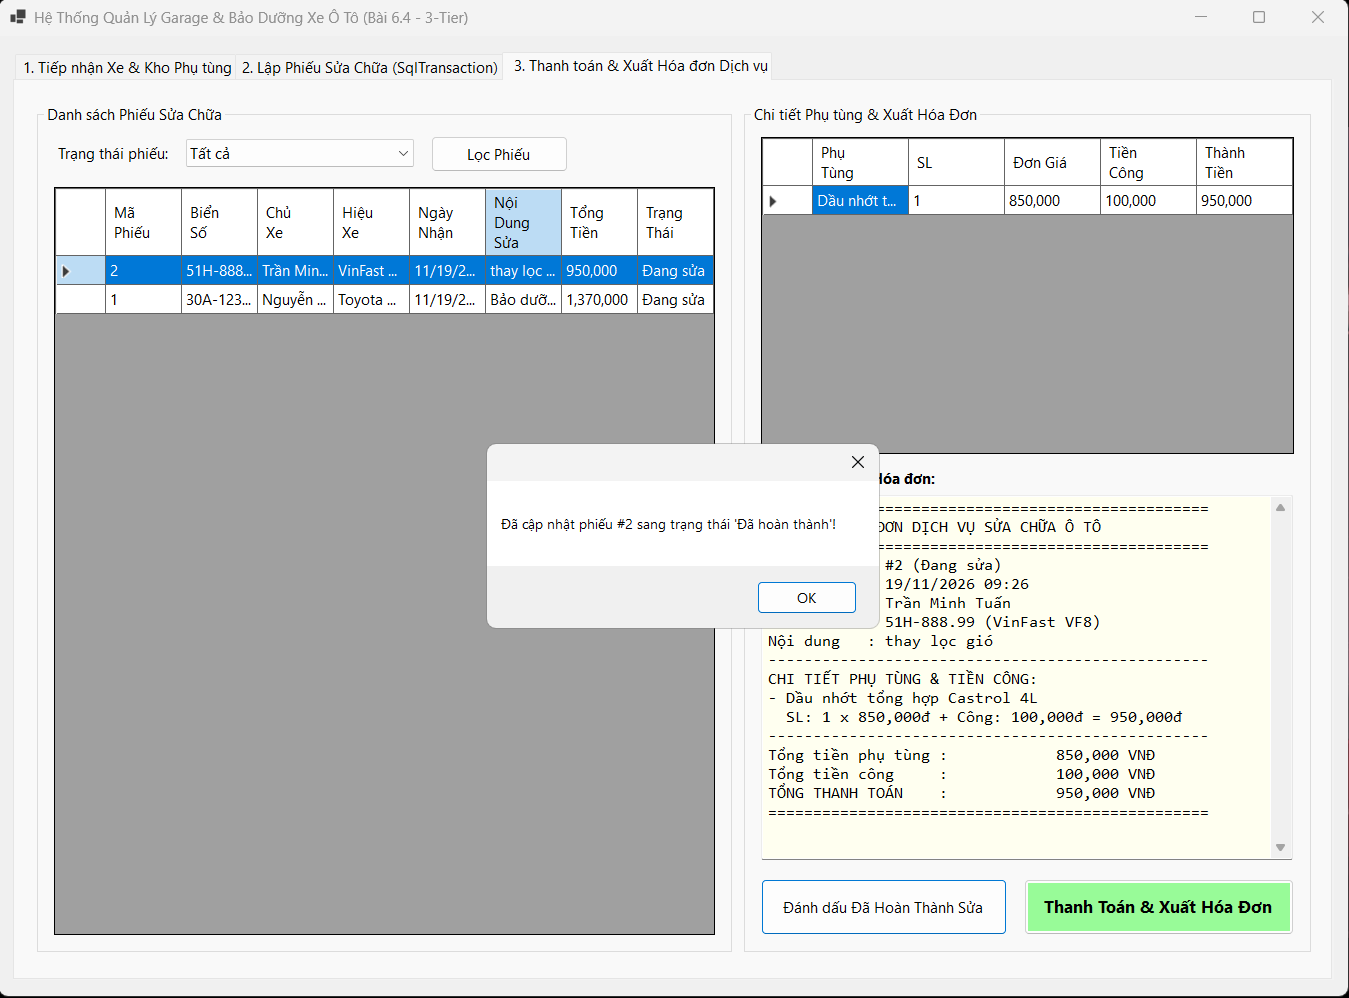 Hệ Thống Quản Lý Garage & Bảo Dưỡng Xe Ô Tô (Bài 6.4 - 3-Tier)
1. Tiếp nhận Xe & Kho Phụ tùng
2. Lập Phiếu Sửa Chữa (SqlTransaction)
3. Thanh toán & Xuất Hóa đơn Dịch vụ
Danh sách Phiếu Sửa Chữa
Trạng thái phiếu:
Tất cả
Lọc Phiếu
Mã Phiếu
Biển Số
Chủ Xe
Hiệu Xe
Ngày Nhận
Nội Dung Sửa
Tổng Tiền
Trạng Thái
2 51H-888... Trần Min... VinFast ... 11/19/2... thay lọc ... 950,000 Đang sửa
1 30A-123... Nguyễn ... Toyota ... 11/19/2... Bảo dưỡ... 1,370,000 Đang sửa
Chi tiết Phụ tùng & Xuất Hóa Đơn
Phụ Tùng
SL
Đơn Giá
Tiền Công
Thành Tiền
Dầu nhớt t... 1 850,000 100,000 950,000
Đã cập nhật phiếu #2 sang trạng thái 'Đã hoàn thành'!
OK
Hóa đơn:
=====================================
ĐƠN DỊCH VỤ SỬA CHỮA Ô TÔ
=====================================
#2 (Đang sửa)
19/11/2026 09:26
Trần Minh Tuấn
51H-888.99 (VinFast VF8)
Nội dung : thay lọc gió
-------------------------------------------------
CHI TIẾT PHỤ TÙNG & TIỀN CÔNG:
- Dầu nhớt tổng hợp Castrol 4L
SL: 1 x 850,000đ + Công: 100,000đ = 950,000đ
-------------------------------------------------
Tổng tiền phụ tùng : 850,000 VNĐ
Tổng tiền công : 100,000 VNĐ
TỔNG THANH TOÁN : 950,000 VNĐ
=================================================
Đánh dấu Đã Hoàn Thành Sửa
Thanh Toán & Xuất Hóa Đơn